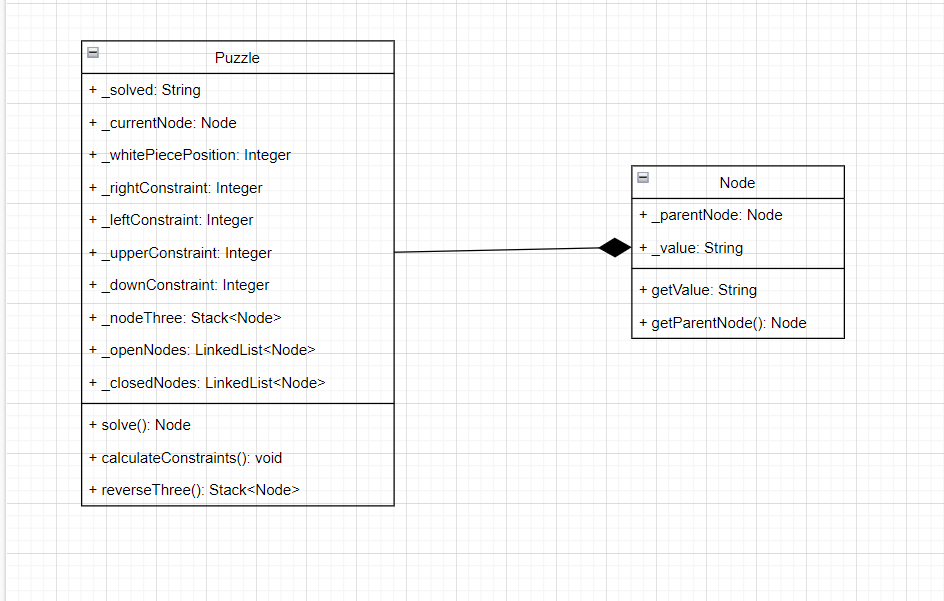 Puzzle
+ _solved: String
+ _currentNode: Node
+ _whitePiecePosition: Integer
+ _rightConstraint: Integer
+ _leftConstraint: Integer
+ _upperConstraint: Integer
+ _downConstraint: Integer
+ _nodeThree: Stack<Node>
+ _openNodes: LinkedList<Node>
+ _closedNodes: LinkedList<Node>
+ solve(): Node
+ calculateConstraints(): void
+ reverseThree(): Stack<Node>
Node
+ _parentNode: Node
+ _value: String
+ getValue: String
+ getParentNode(): Node